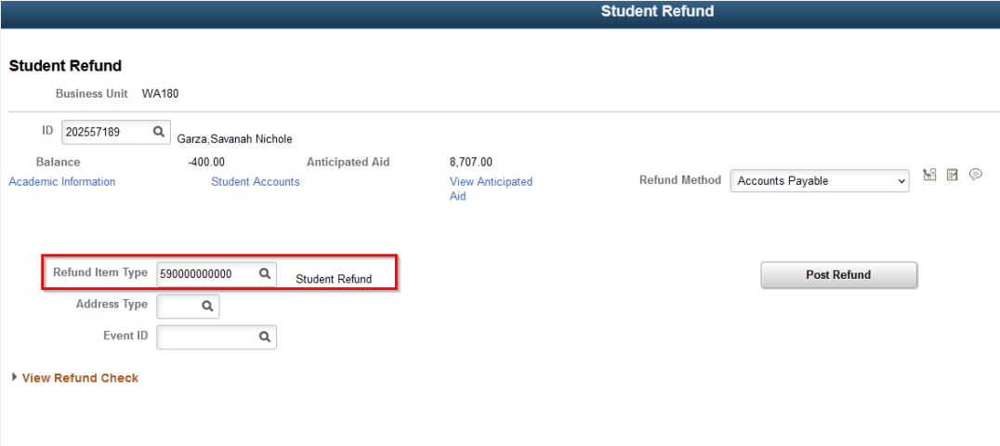 Student Refund
Student Refund
Business Unit WA180
ID 202557189 Garza,Savanah Nichole
Balance -400.00 Anticipated Aid 8,707.00
Academic Information Student Accounts View Anticipated Aid
Refund Method Accounts Payable
Refund Item Type 590000000000 Student Refund
Post Refund
Address Type
Event ID
View Refund Check